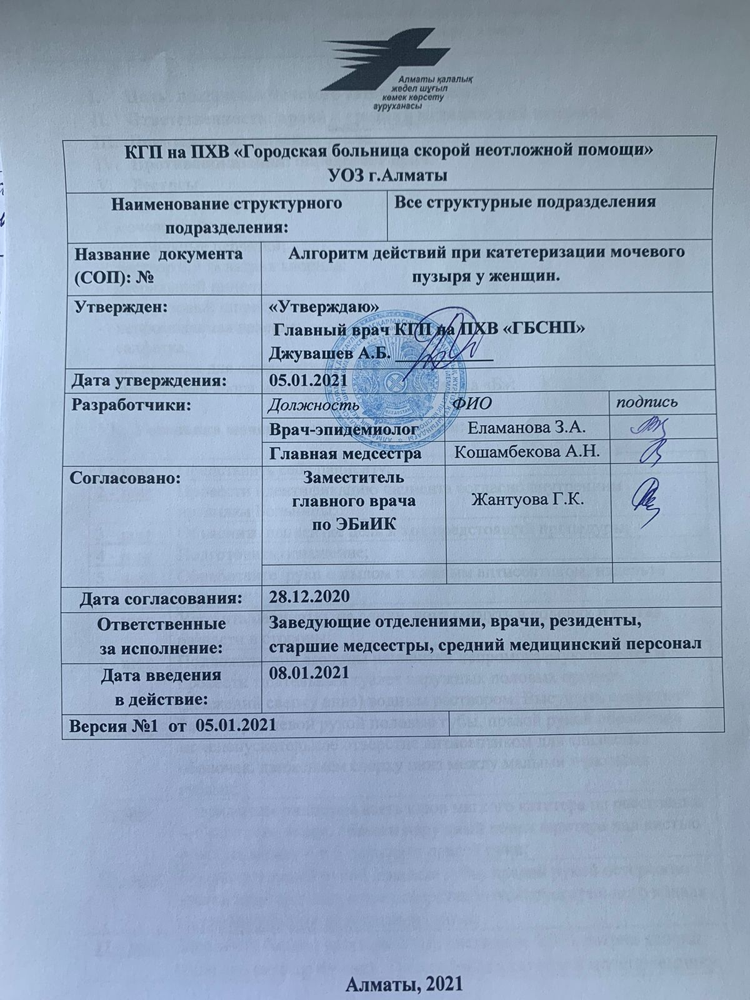 Алматы қалалық
жедел шұғыл
көмек көрсету
ауруханасы
КГП на ПХВ «Городская больница скорой неотложной помощи»
УОЗ г.Алматы
Наименование структурного
подразделения:
Все структурные подразделения
Название документа
(СОП): №
Алгоритм действий при катетеризации мочевого
пузыря у женщин.
Утвержден:
«Утверждаю»
Главный врач КГП на ПХВ «ГБСНП»
Джувашев А.Б. ___________
Дата утверждения:
05.01.2021
Разработчики:
Должность
ФИО
подпись
Врач-эпидемиолог
Еламанова З.А.
Главная медсестра
Кошамбекова А.Н.
Согласовано:
Заместитель
главного врача
по ЭБиИК
Жантуова Г.К.
Дата согласования:
28.12.2020
Ответственные
за исполнение:
Заведующие отделениями, врачи, резиденты,
старшие медсестры, средний медицинский персонал
Дата введения
в действие:
08.01.2021
Версия №1 от 05.01.2021
Алматы, 2021